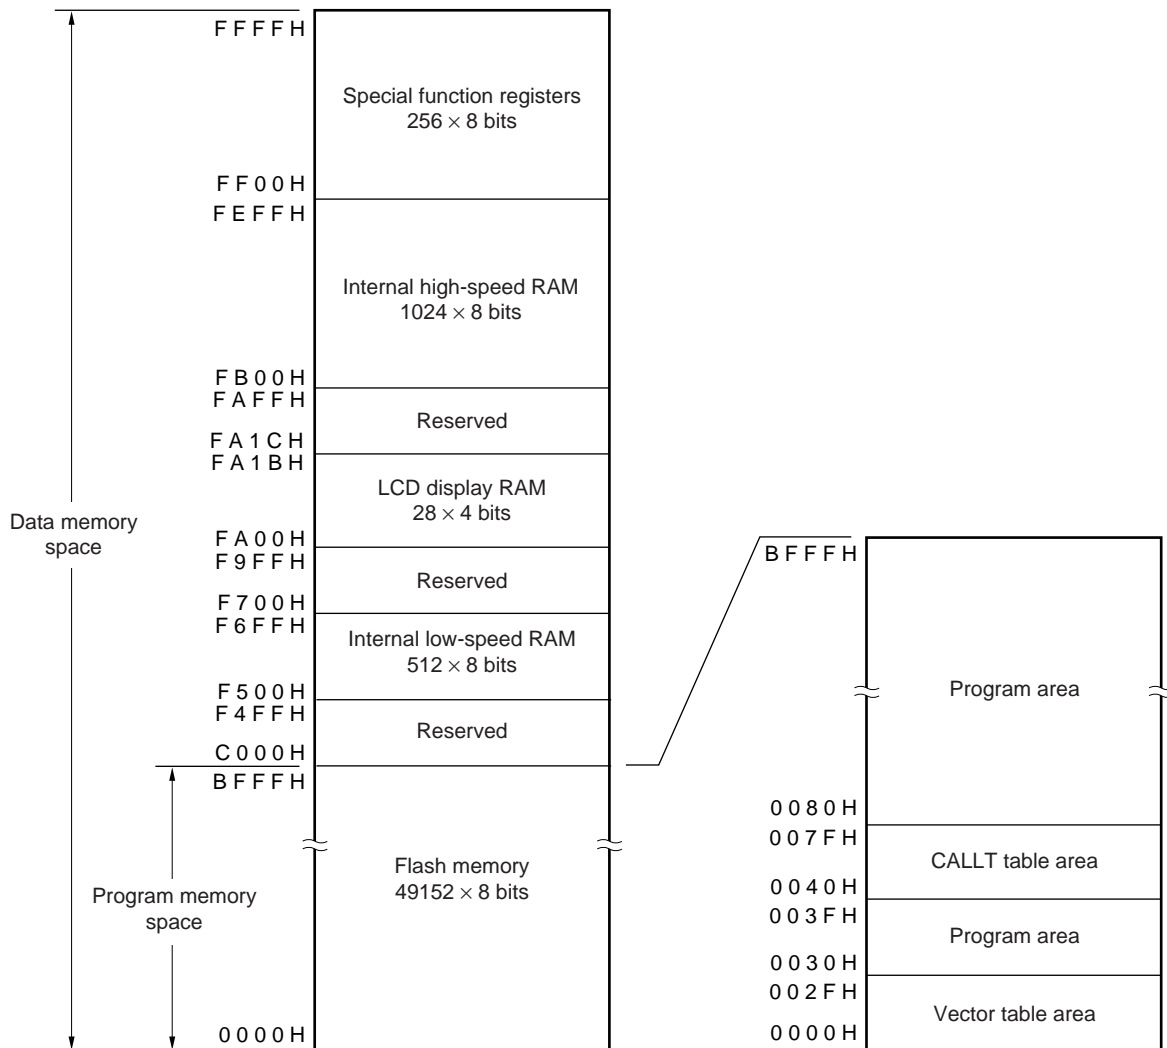 FFFFH
Special function registers
256 × 8 bits
FF00H
FEFFH
Internal high-speed RAM
1024 × 8 bits
FB00H
FAFFH
Reserved
FA1CH
FA1BH
LCD display RAM
28 × 4 bits
Data memory
space
FA00H
F9FFH
Reserved
F700H
F6FFH
Internal low-speed RAM
512 × 8 bits
F500H
F4FFH
Reserved
C000H
BFFFH
Flash memory
49152 × 8 bits
Program memory
space
0000H
BFFFH
Program area
0080H
007FH
CALLT table area
0040H
003FH
Program area
0030H
002FH
Vector table area
0000H